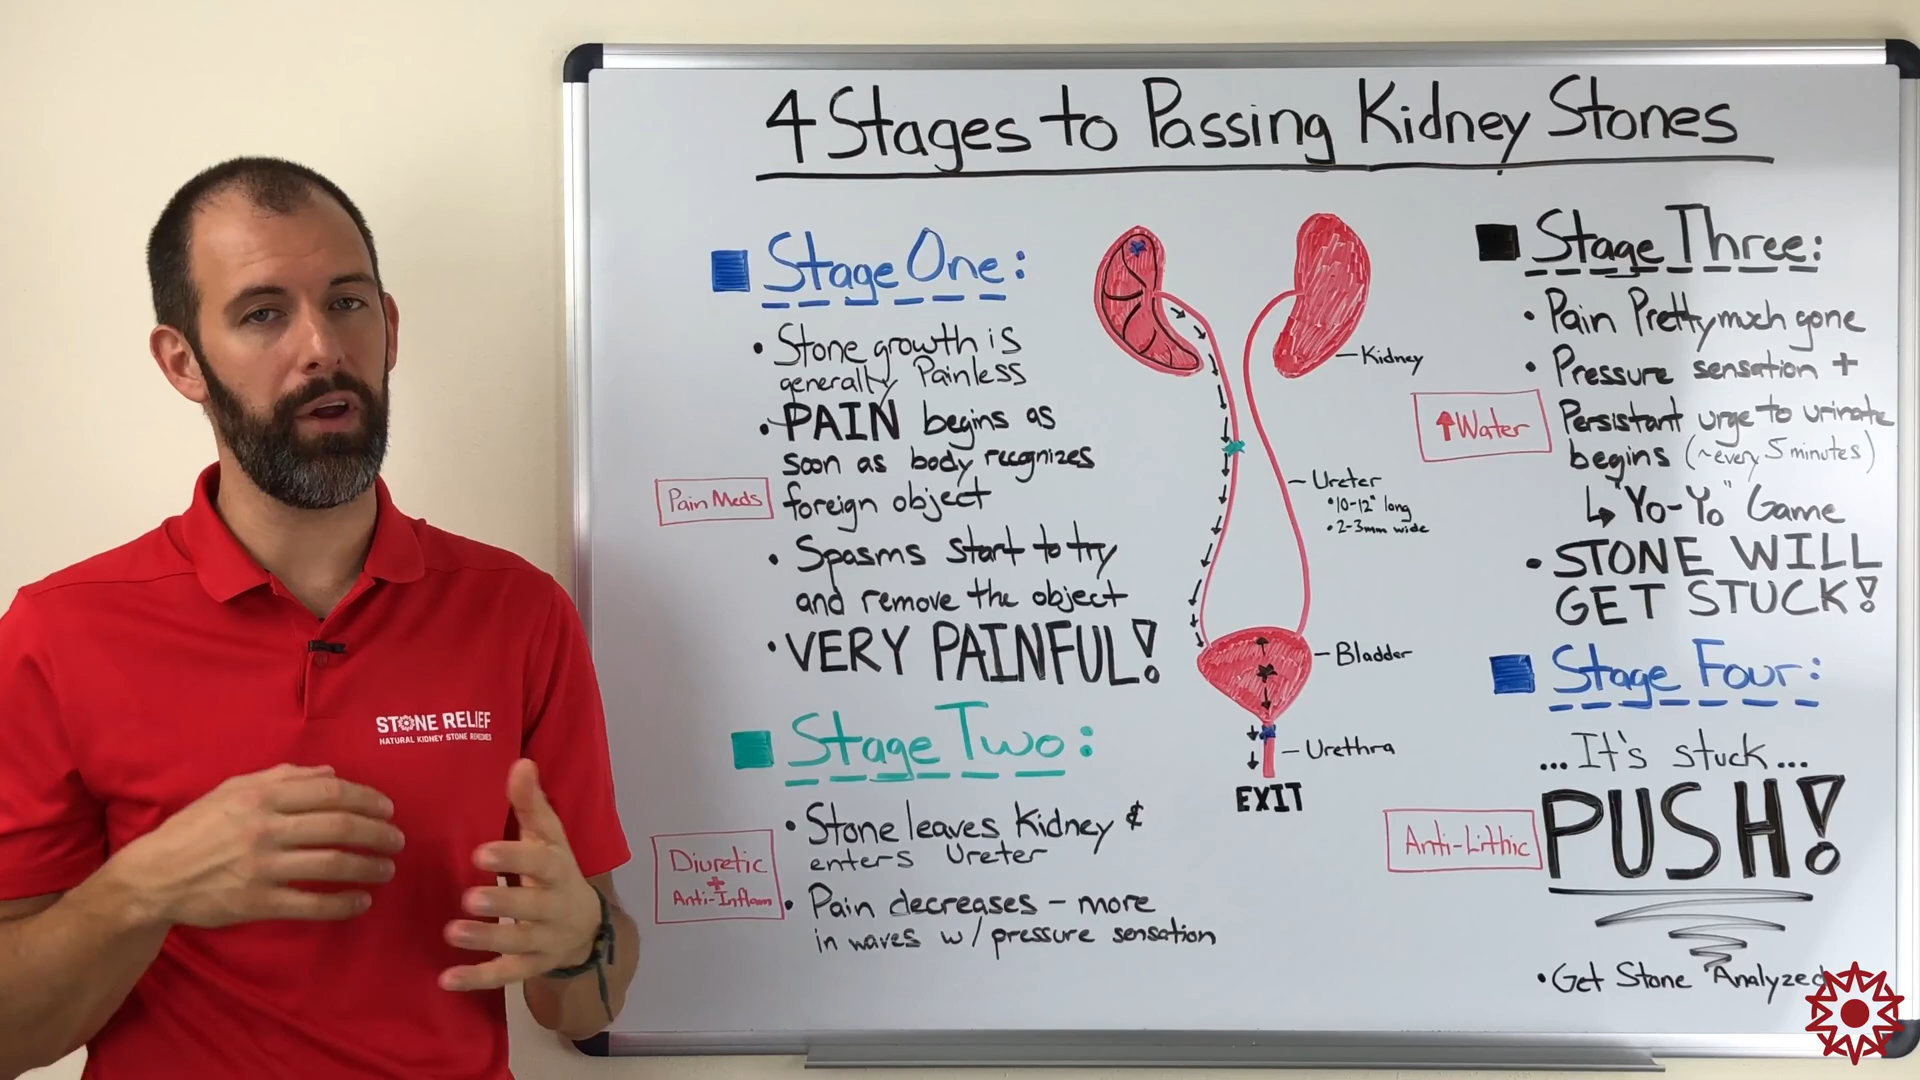 4 Stages to Passing Kidney Stones
Stage One:
• Stone growth is
generally Painless
• PAIN begins as
soon as body recognizes
foreign object
Pain Meds
• Spasms start to try
and remove the object
• VERY PAINFUL!
Stage Two:
• Stone leaves Kidney &
enters Ureter
Diuretic
+
Anti-Inflam
• Pain decreases – more
in waves w/ pressure sensation
Kidney
Ureter
• 10-12" long
• 2-3mm wide
Bladder
Urethra
EXIT
Stage Three:
• Pain Pretty much gone
• Pressure sensation +
Persistant urge to urinate
begins (~every 5 minutes)
↑Water
↳ "Yo-Yo" Game
• STONE WILL
GET STUCK!
Stage Four:
...It's stuck...
PUSH!
Anti-Lithic
• Get Stone Analyzed
STONE RELIEF
NATURAL KIDNEY STONE REMEDIES